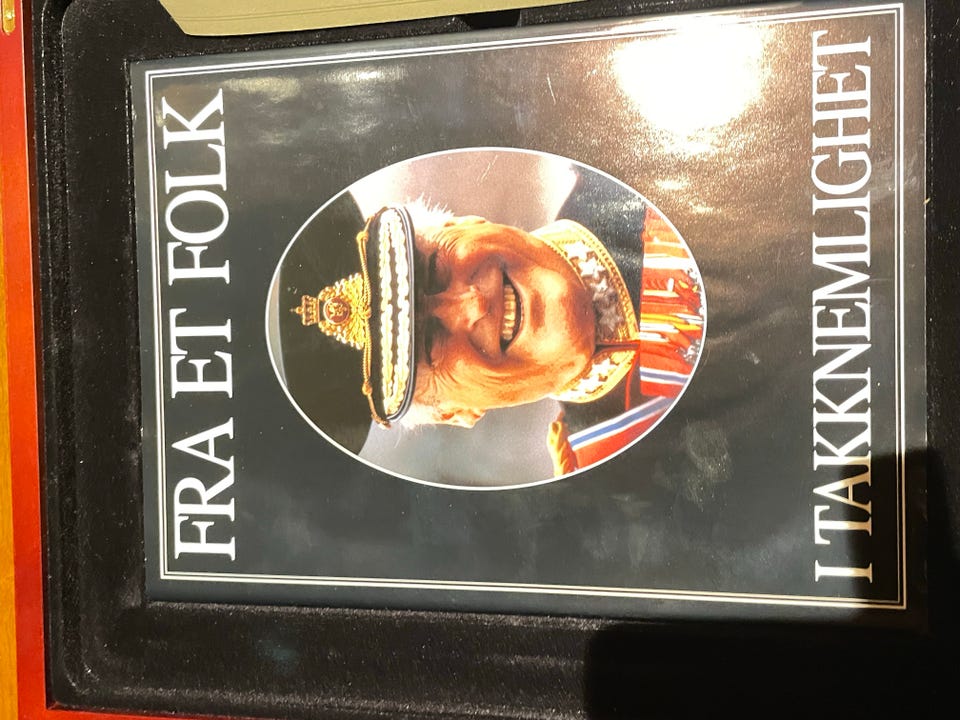 FRA ET FOLK
I TAKKNEMLIGHET